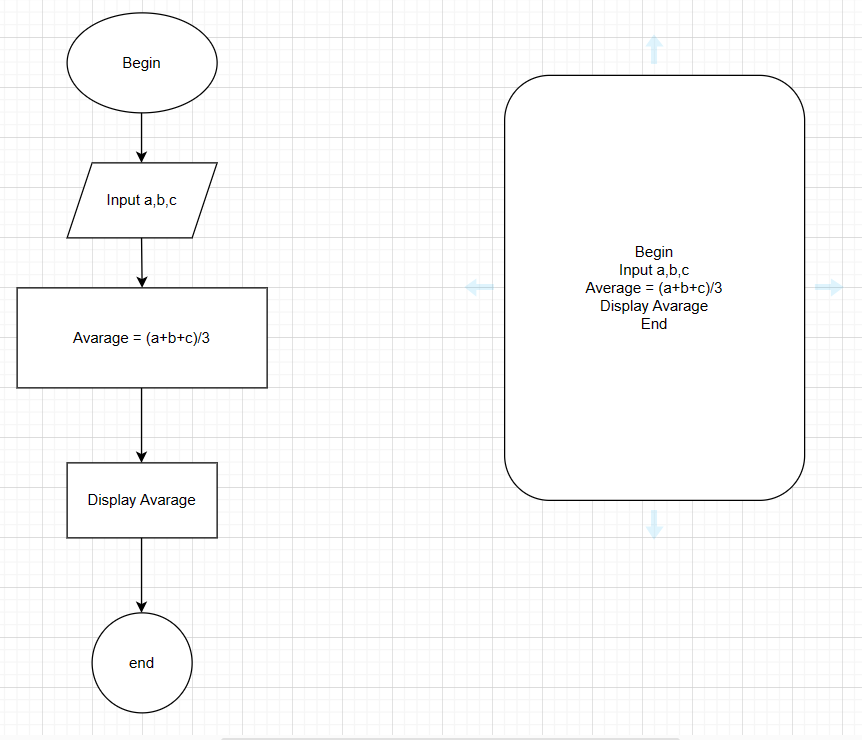 Begin
Input a,b,c
Avarage = (a+b+c)/3
Display Avarage
end
Begin
Input a,b,c
Average = (a+b+c)/3
Display Avarage
End